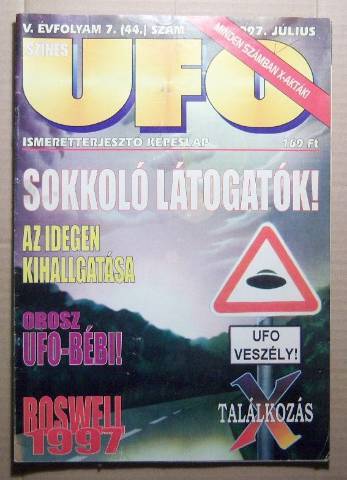 V. ÉVFOLYAM 7. (44.) SZÁM
1997. JÚLIUS
MINDEN SZÁMBAN X-AKTÁK!
SZÍNES
UFO
ISMERETTERJESZTŐ KÉPESLAP
169 Ft
SOKKOLÓ LÁTOGATÓK!
AZ IDEGEN
KIHALLGATÁSA
OROSZ
UFO-BÉBI!
ROSWELL
1997
UFO
VESZÉLY!
X
TALÁLKOZÁS